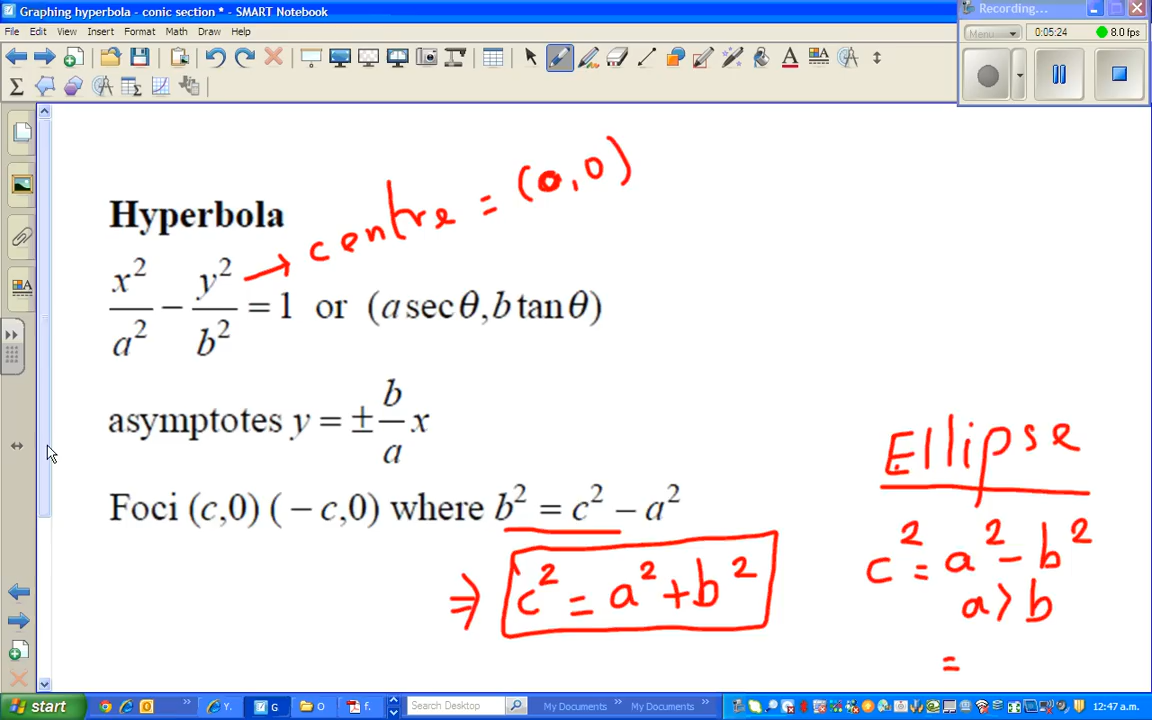 Graphing hyperbola - conic section * - SMART Notebook
Recording...
File Edit View Insert Format Math Draw Help
Menu 0:05:24 8.0 fps
centre = (0,0)
Hyperbola
x²/a² − y²/b² = 1 or (a sec θ, b tan θ)
asymptotes y = ± b/a x
Ellipse
Foci (c,0) (−c,0) where b² = c² − a²
c² = a² − b²
⇒ c² = a² + b²
a > b
=
start Y. G O f. Search Desktop My Documents My Documents 12:47 a.m.